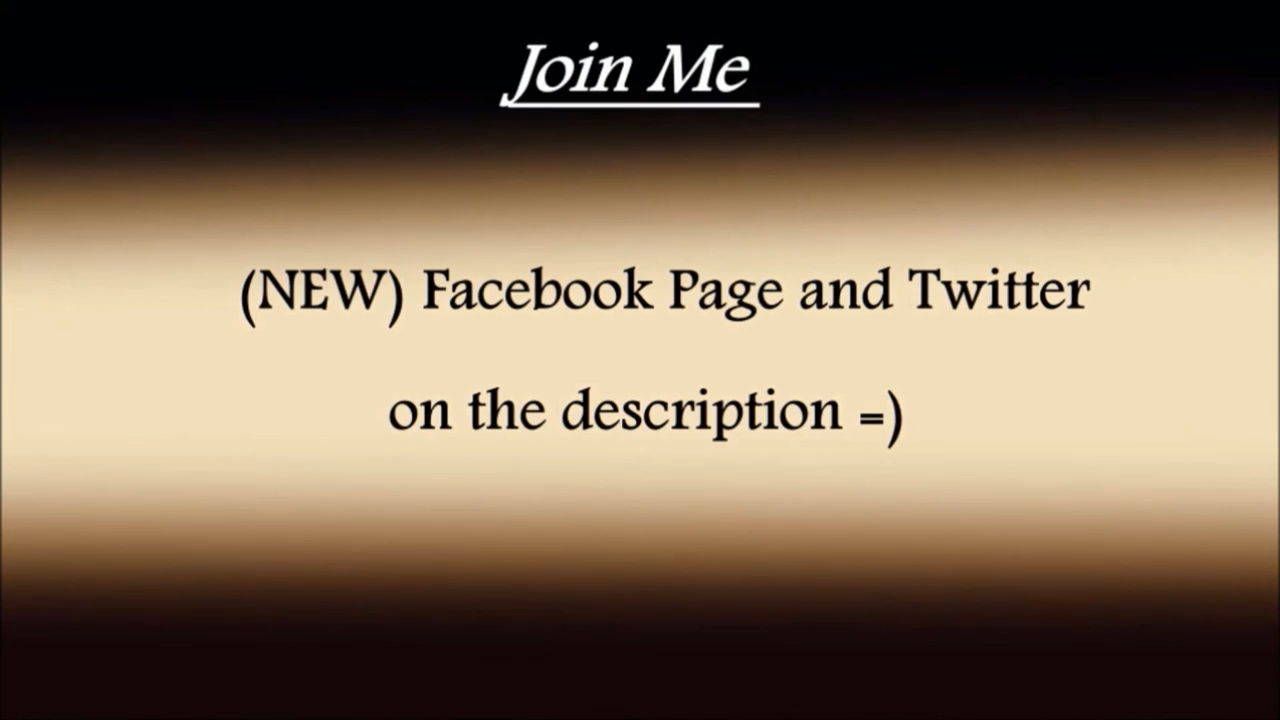 Join Me
(NEW) Facebook Page and Twitter
on the description =)